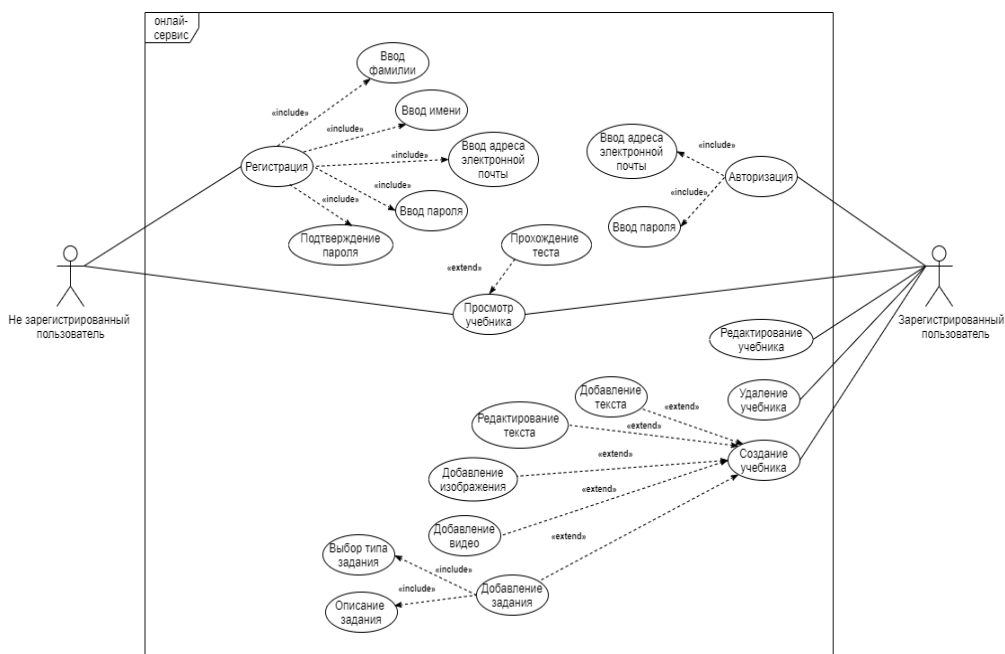 онлай-
сервис
Ввод
фамилии
«include»
Ввод имени
«include»
Регистрация
«include»
Ввод адреса
электронной
почты
«include»
Ввод пароля
«include»
Подтверждение
пароля
Ввод адреса
электронной
почты
«include»
Авторизация
«include»
Ввод пароля
Прохождение
теста
«extend»
Просмотр
учебника
Не зарегистрированный
пользователь
Зарегистрированный
пользователь
Редактирование
учебника
Удаление
учебника
Добавление
текста
«extend»
Редактирование
текста
«extend»
Создание
учебника
Добавление
изображения
«extend»
Добавление
видео
«extend»
«extend»
Выбор типа
задания
«include»
Добавление
задания
«include»
Описание
задания